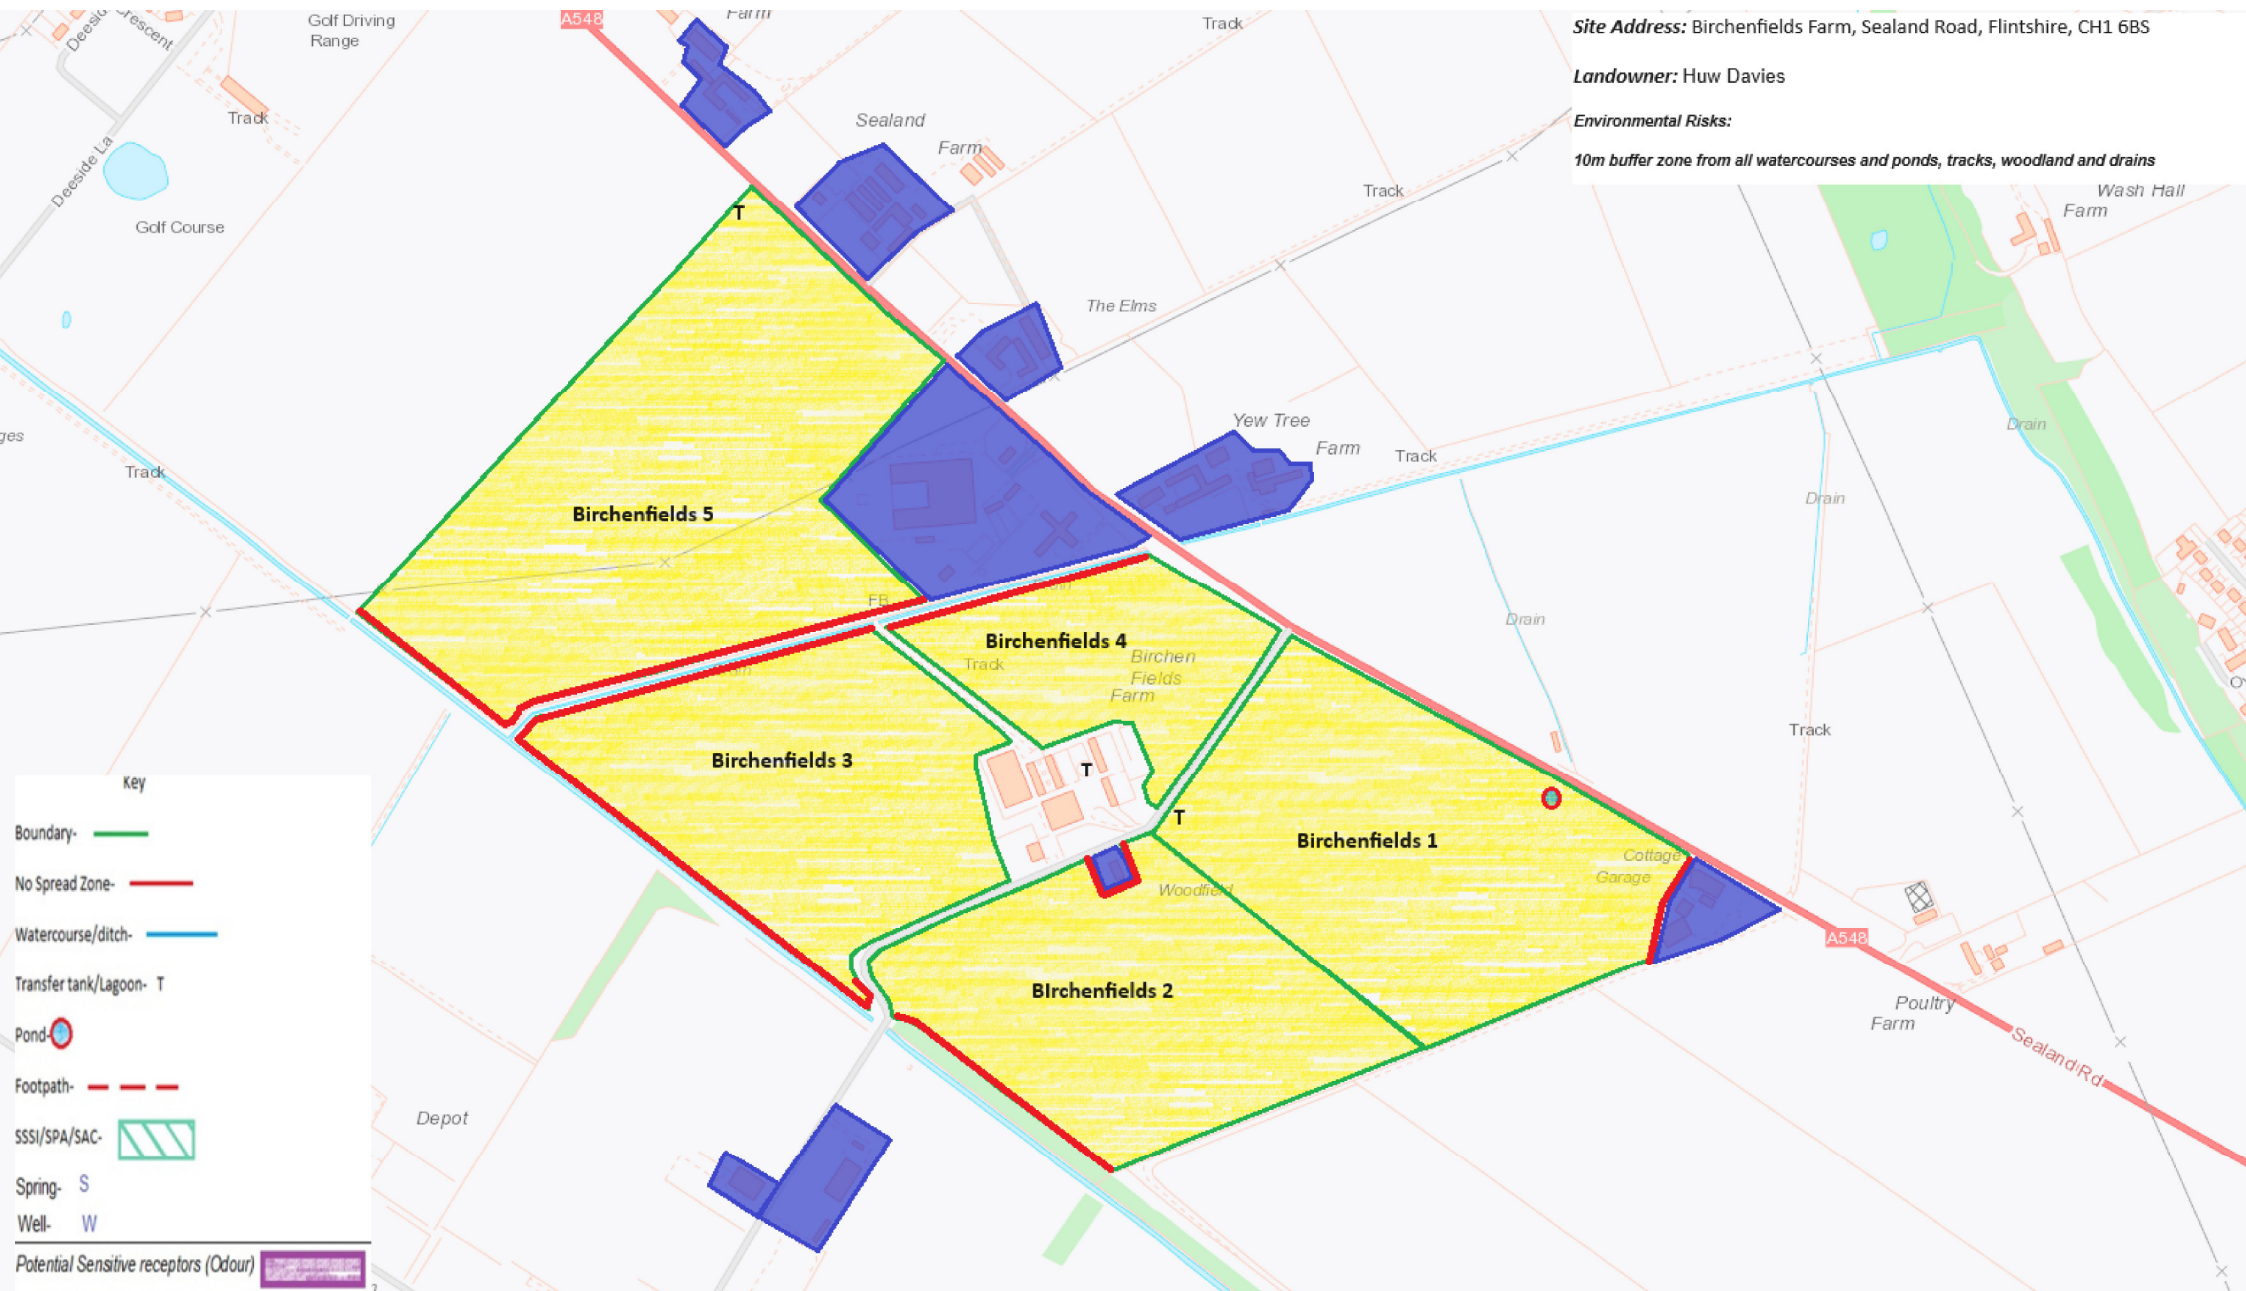 Site Address: Birchenfields Farm, Sealand Road, Flintshire, CH1 6BS
Landowner: Huw Davies
Environmental Risks:
10m buffer zone from all watercourses and ponds, tracks, woodland and drains
Deeside
Crescent
Golf Driving
Range
A548
Farm
Track
Track
Deeside La
Golf Course
Sealand
Farm
Track
Wash Hall
Farm
T
The Elms
Yew Tree
Farm
Track
Drain
Track
Drain
Birchenfields 5
FB
Drain
Birchenfields 4
Track
Birchen
Fields
Farm
Track
Birchenfields 3
T
T
Birchenfields 1
Cottage
Garage
Woodfield
A548
BIrchenfields 2
Poultry
Farm
Sealand Rd
Depot
Key
Boundary-
No Spread Zone-
Watercourse/ditch-
Transfer tank/Lagoon- T
Pond-
Footpath-
SSSI/SPA/SAC-
Spring- S
Well- W
Potential Sensitive receptors (Odour)